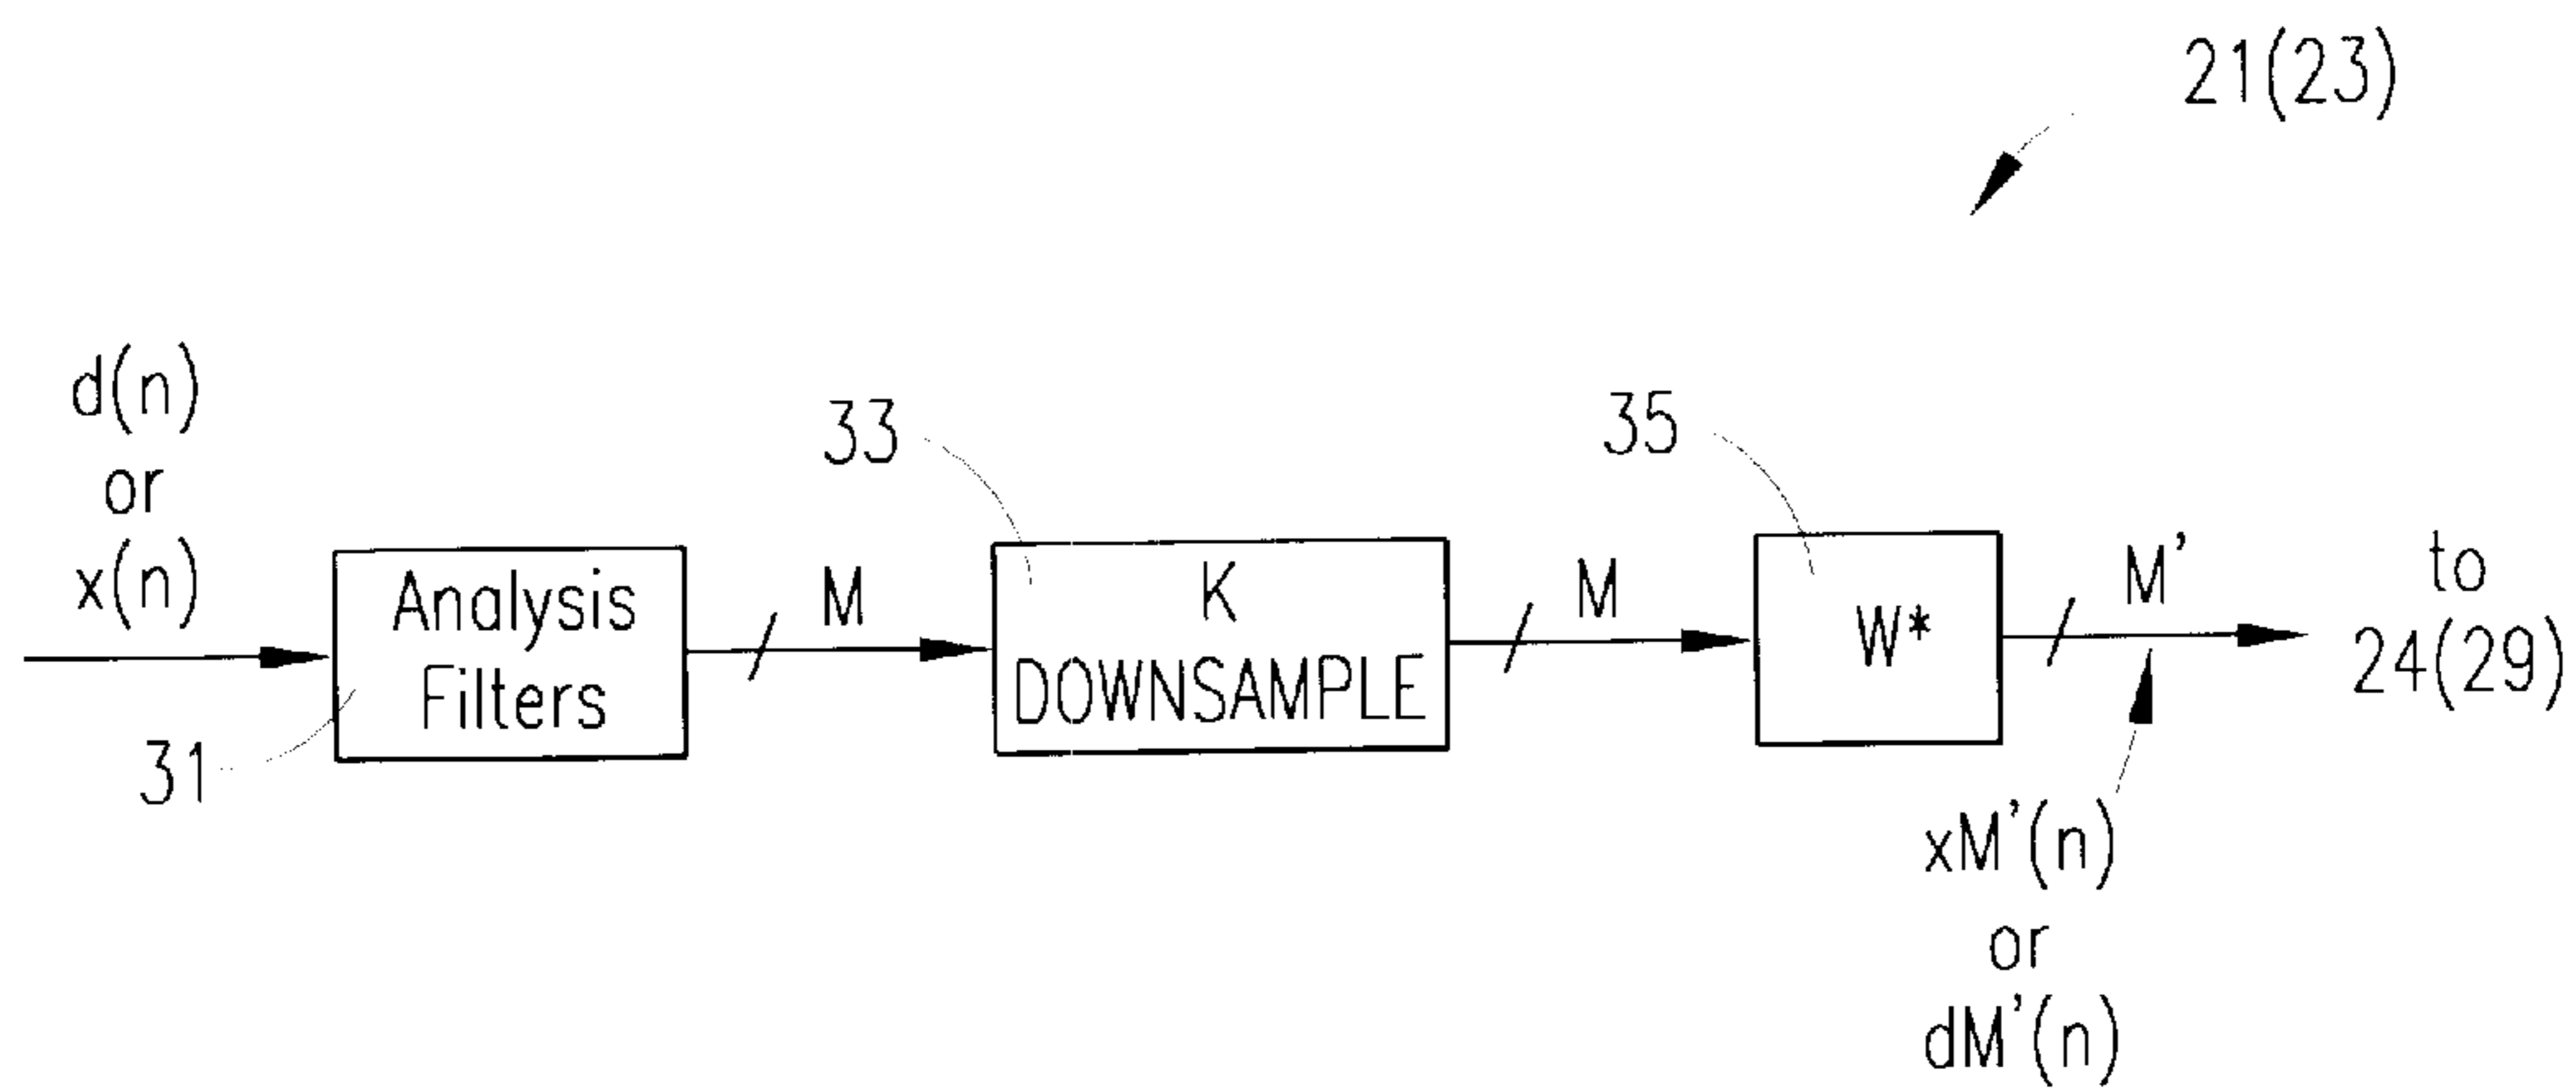 21(23)
d(n)
or
x(n)
33
35
Analysis
Filters
M
K
DOWNSAMPLE
M
W*
M'
to
24(29)
31
xM'(n)
or
dM'(n)